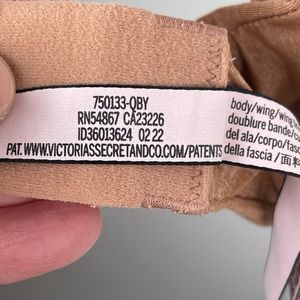 750133-QBY
RN54867 CA23226
ID36013624 02 22
PAT. WWW.VICTORIASSECRETANDCO.COM/PATENTS
body/wing/wing
doublure bande/
del ala/corpo/
della fascia /面料